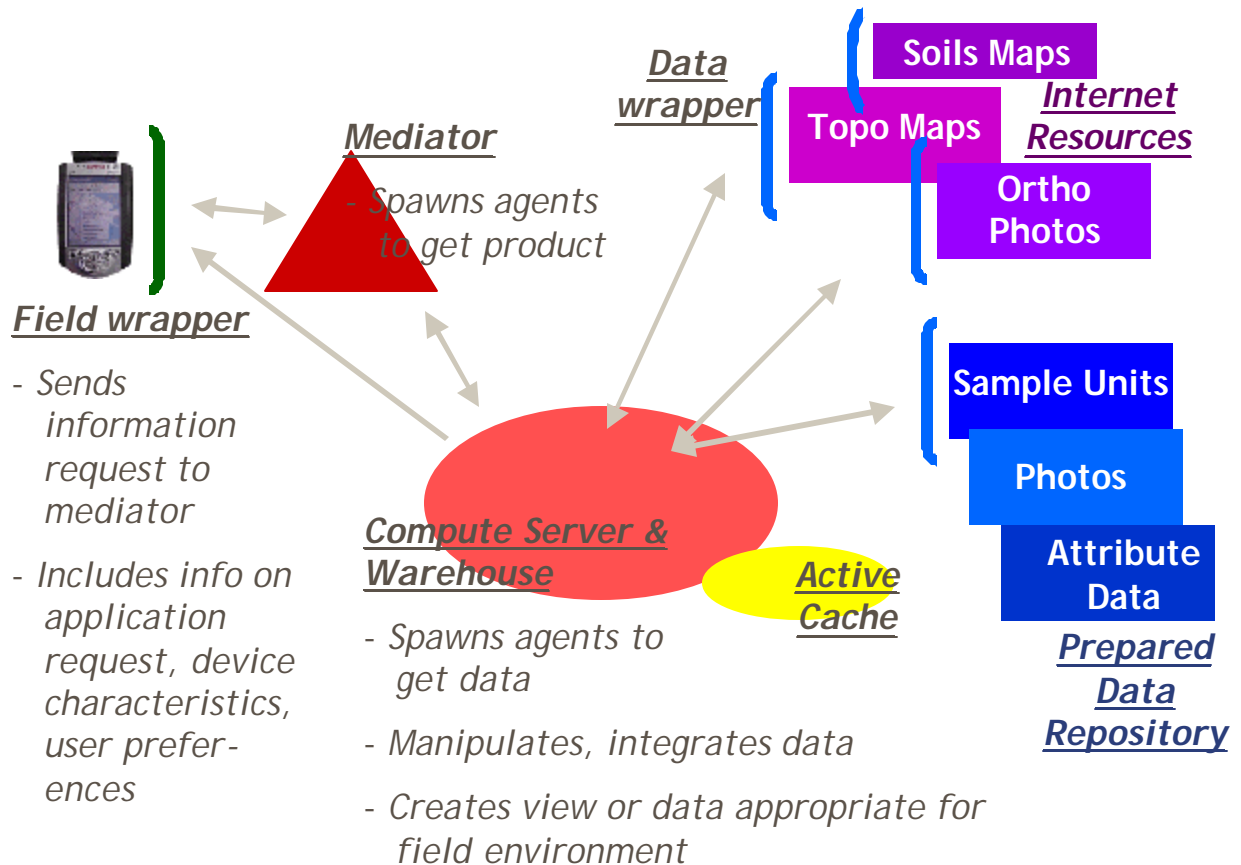 Soils Maps
Data
wrapper
Internet
Resources
Topo Maps
Ortho
Photos
Mediator
- Spawns agents
to get product
Field wrapper
- Sends
information
request to
mediator
- Includes info on
application
request, device
characteristics,
user prefer-
ences
Sample Units
Photos
Attribute
Data
Prepared
Data
Repository
Compute Server &
Warehouse
Active
Cache
- Spawns agents to
get data
- Manipulates, integrates data
- Creates view or data appropriate for
field environment